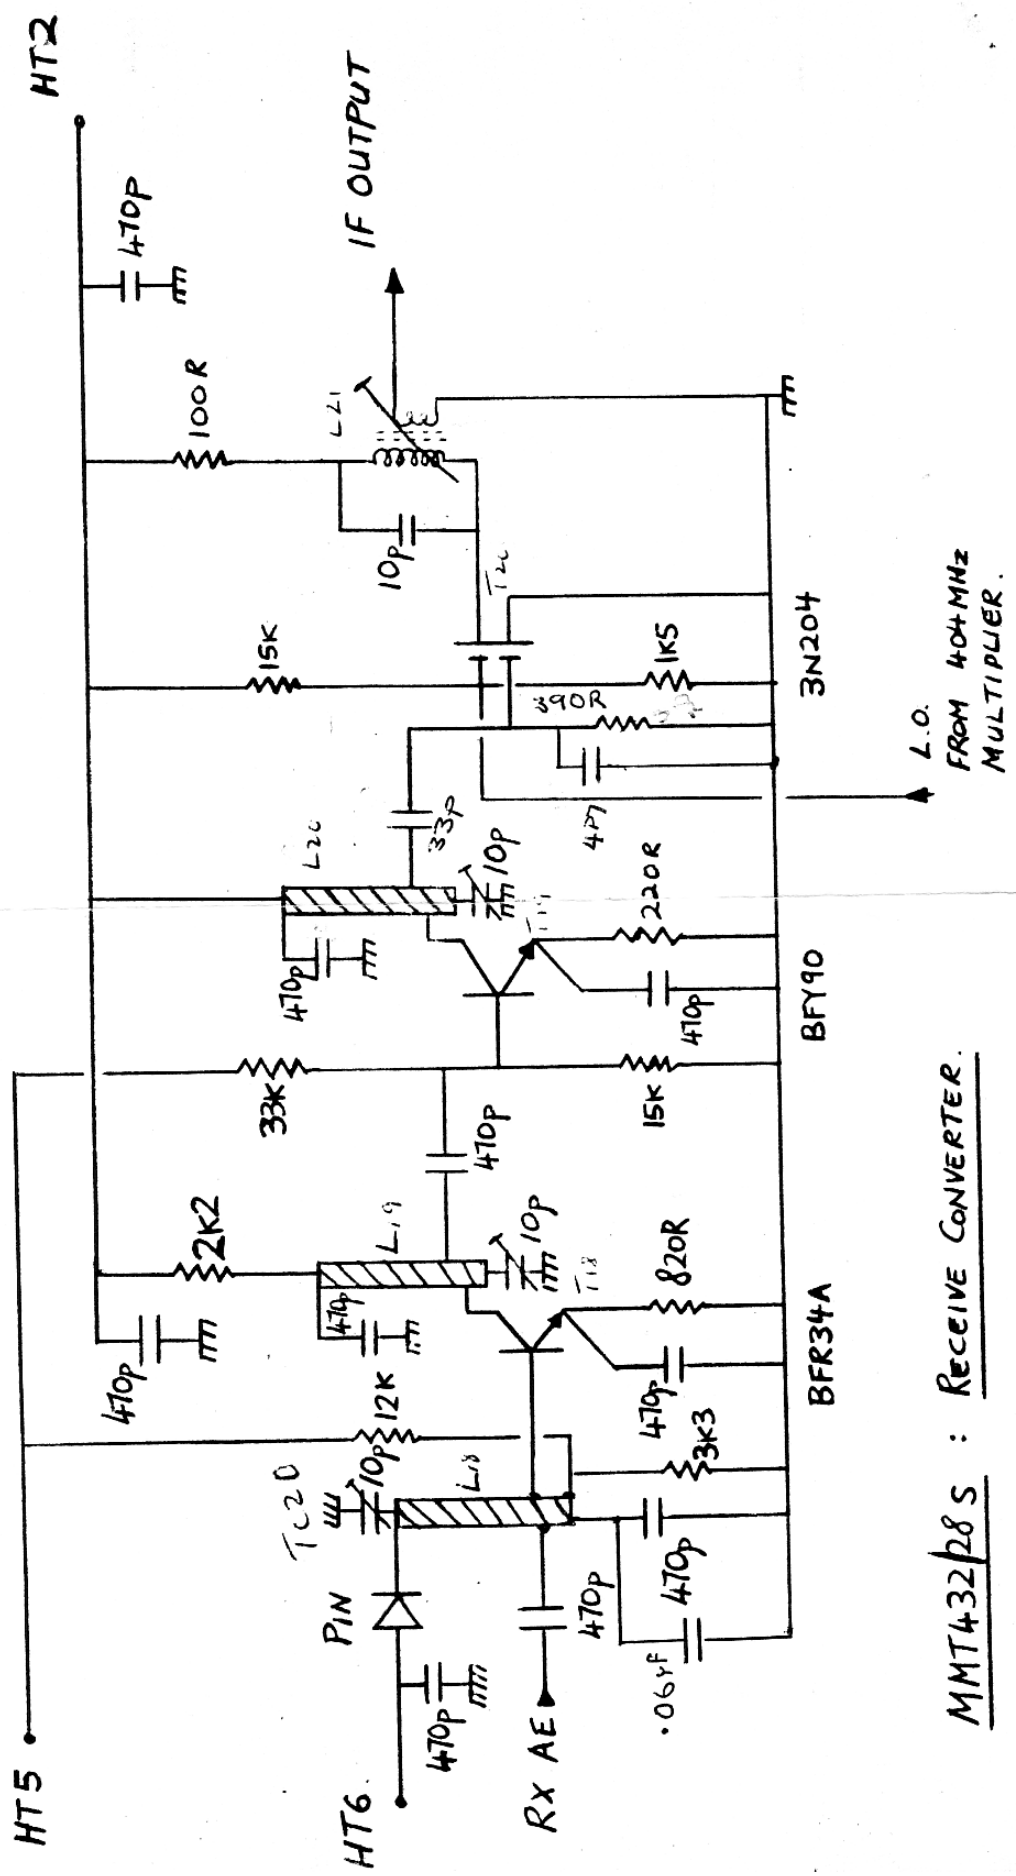 HT5
HT2
470p
2K2
33K
15K
100R
470p
470p
12K
L19
470p
10p
470p
L20
33p
10p
390R
10p
L21
IF OUTPUT
Tc20
10p
L18
PIN
HT6.
470p
RX AE
470p
.06µF
470p
3K3
470p
820R
T18
15K
470p
220R
4p7
1K5
BFR34A
BFY90
3N204
L.O.
FROM 404MHz
MULTIPLIER.
MMT432/28S : RECEIVE CONVERTER.